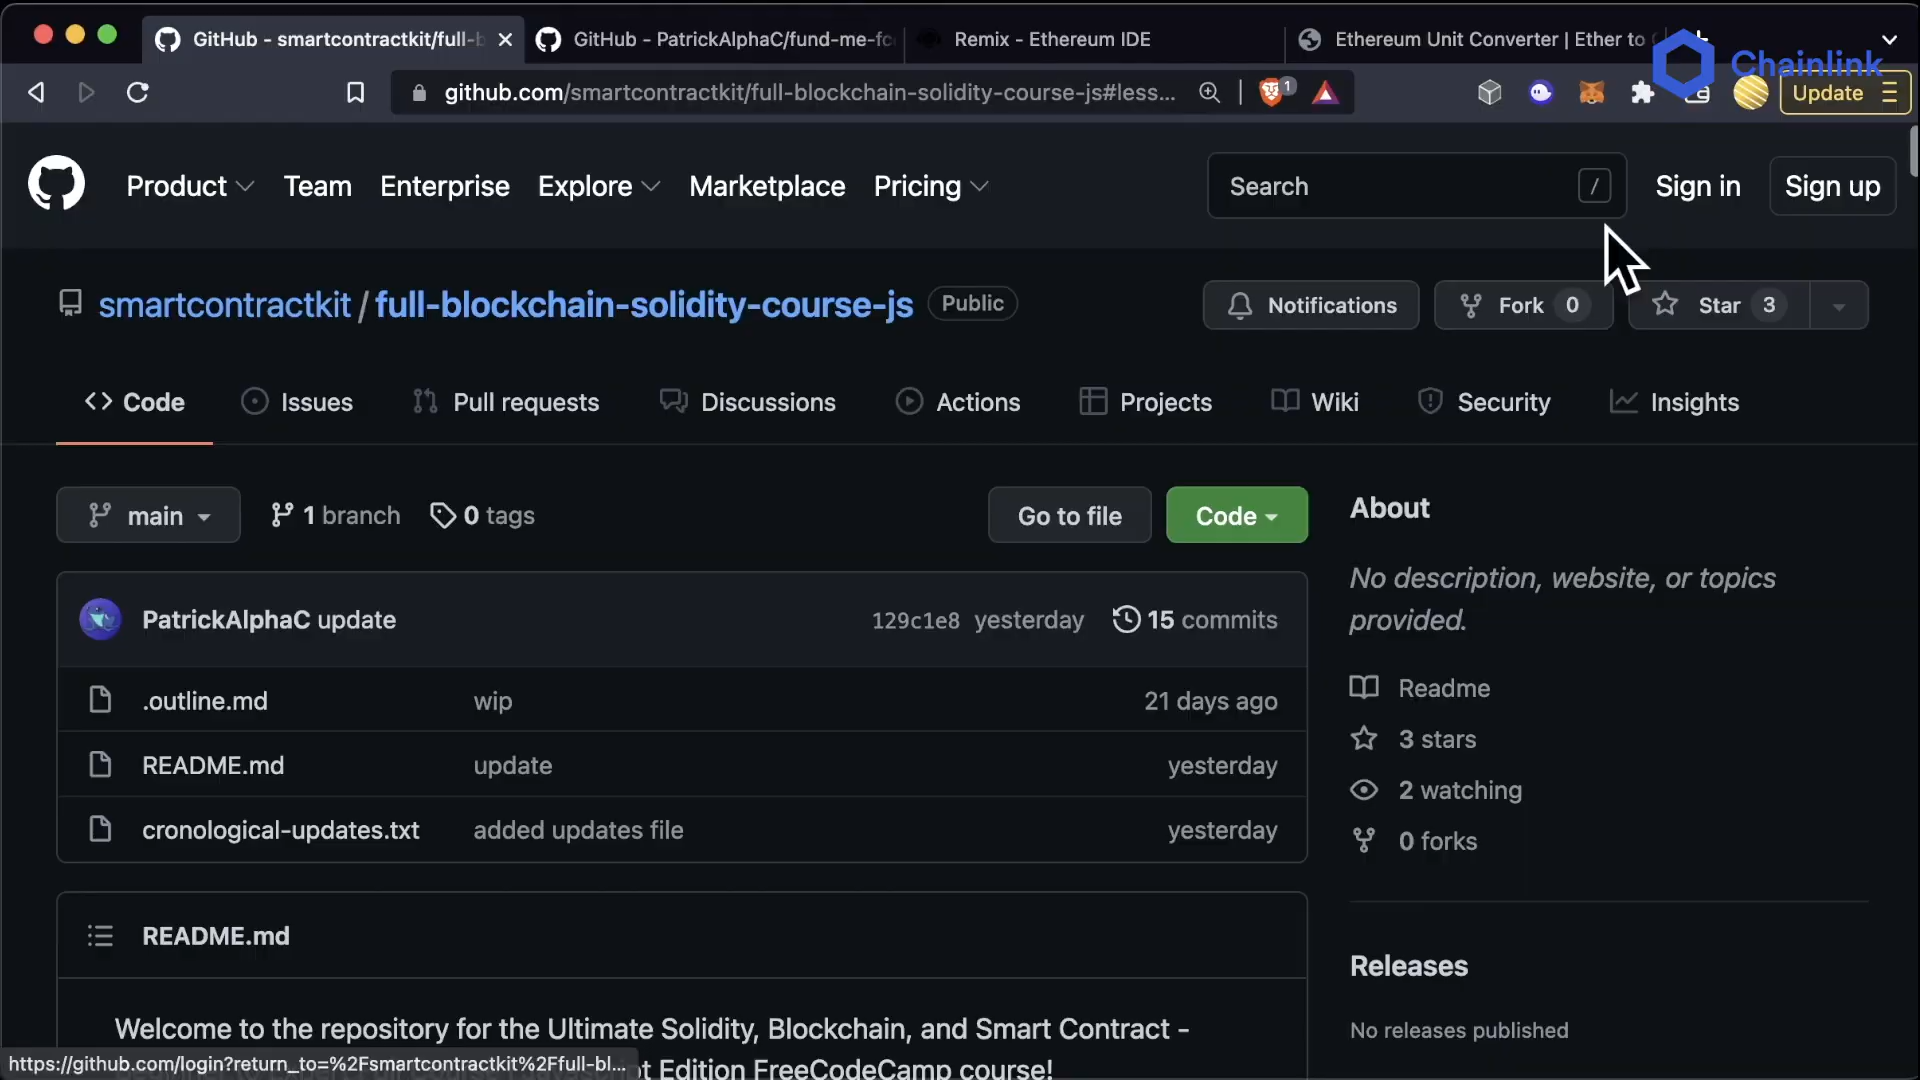 GitHub - smartcontractkit/full-b
GitHub - PatrickAlphaC/fund-me-fc
Remix - Ethereum IDE
Ethereum Unit Converter | Ether to
Chainlink
github.com/smartcontractkit/full-blockchain-solidity-course-js#less...
1
Update
Product
Team
Enterprise
Explore
Marketplace
Pricing
Search
/
Sign in
Sign up
smartcontractkit / full-blockchain-solidity-course-js
Public
Notifications
Fork 0
Star 3
Code
Issues
Pull requests
Discussions
Actions
Projects
Wiki
Security
Insights
main
1 branch
0 tags
Go to file
Code
PatrickAlphaC update
129c1e8 yesterday
15 commits
.outline.md wip 21 days ago
README.md update yesterday
cronological-updates.txt added updates file yesterday
About
No description, website, or topics
provided.
Readme
3 stars
2 watching
0 forks
Releases
No releases published
README.md
Welcome to the repository for the Ultimate Solidity, Blockchain, and Smart Contract -
Edition FreeCodeCamp course!
https://github.com/login?return_to=%2Fsmartcontractkit%2Ffull-bl...